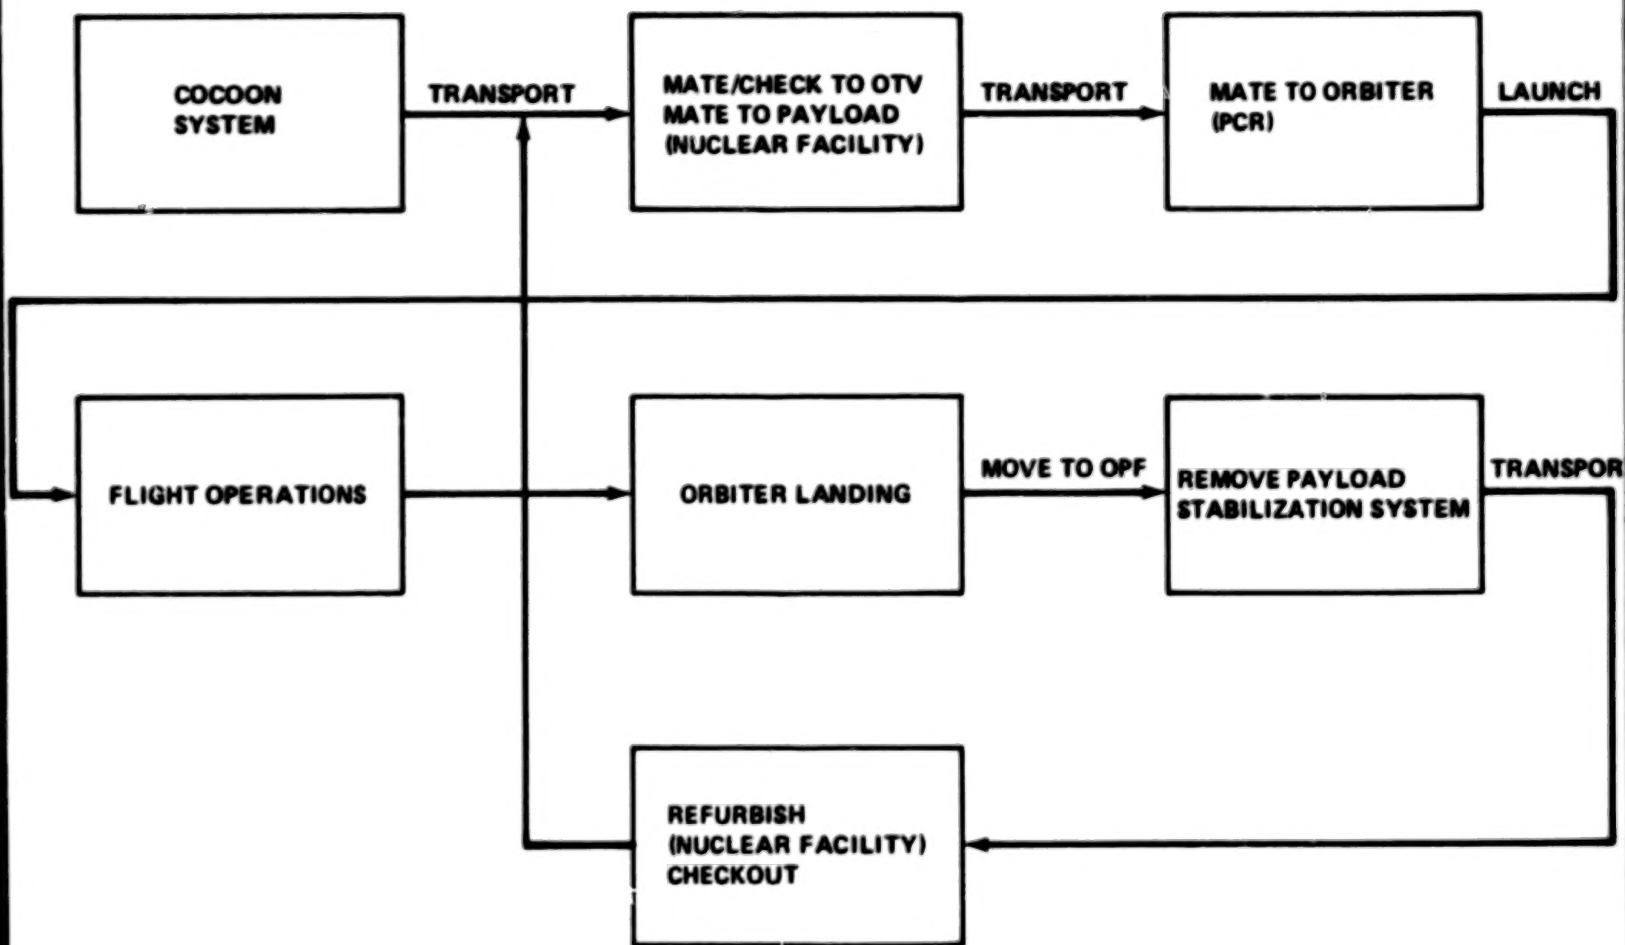 COCOON
SYSTEM
TRANSPORT
MATE/CHECK TO OTV
MATE TO PAYLOAD
(NUCLEAR FACILITY)
TRANSPORT
MATE TO ORBITER
(PCR)
LAUNCH
FLIGHT OPERATIONS
ORBITER LANDING
MOVE TO OPF
REMOVE PAYLOAD
STABILIZATION SYSTEM
TRANSPOR
REFURBISH
(NUCLEAR FACILITY)
CHECKOUT